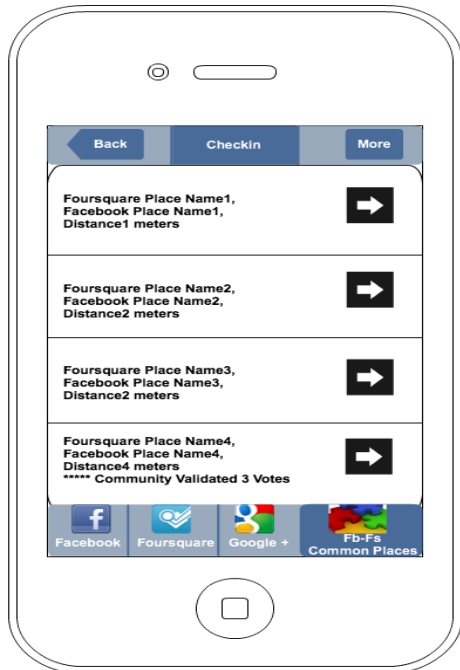 Back Checkin More
Foursquare Place Name1,
Facebook Place Name1,
Distance1 meters
Foursquare Place Name2,
Facebook Place Name2,
Distance2 meters
Foursquare Place Name3,
Facebook Place Name3,
Distance2 meters
Foursquare Place Name4,
Facebook Place Name4,
Distance4 meters
***** Community Validated 3 Votes
f
g
Facebook Foursquare Google + Fb-Fs
Common Places